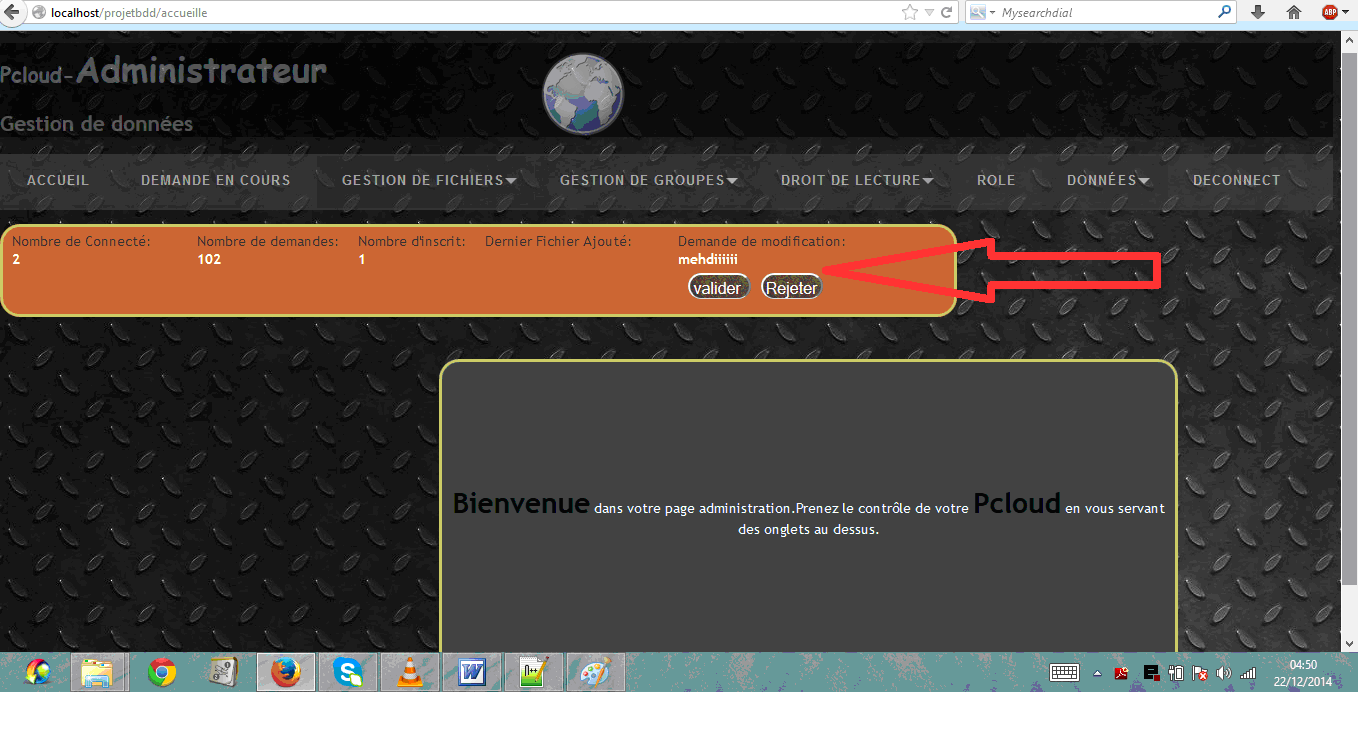 localhost/projetbdd/accueille
Mysearchdial
ABP
Pcloud-Administrateur
Gestion de données
ACCUEIL DEMANDE EN COURS GESTION DE FICHIERS GESTION DE GROUPES DROIT DE LECTURE ROLE DONNÉES DECONNECT
Nombre de Connecté: Nombre de demandes: Nombre d'inscrit: Dernier Fichier Ajouté: Demande de modification:
2 102 1 mehdiiiiii
valider Rejeter
Bienvenue dans votre page administration.Prenez le contrôle de votre Pcloud en vous servant
des onglets au dessus.
04:50
22/12/2014